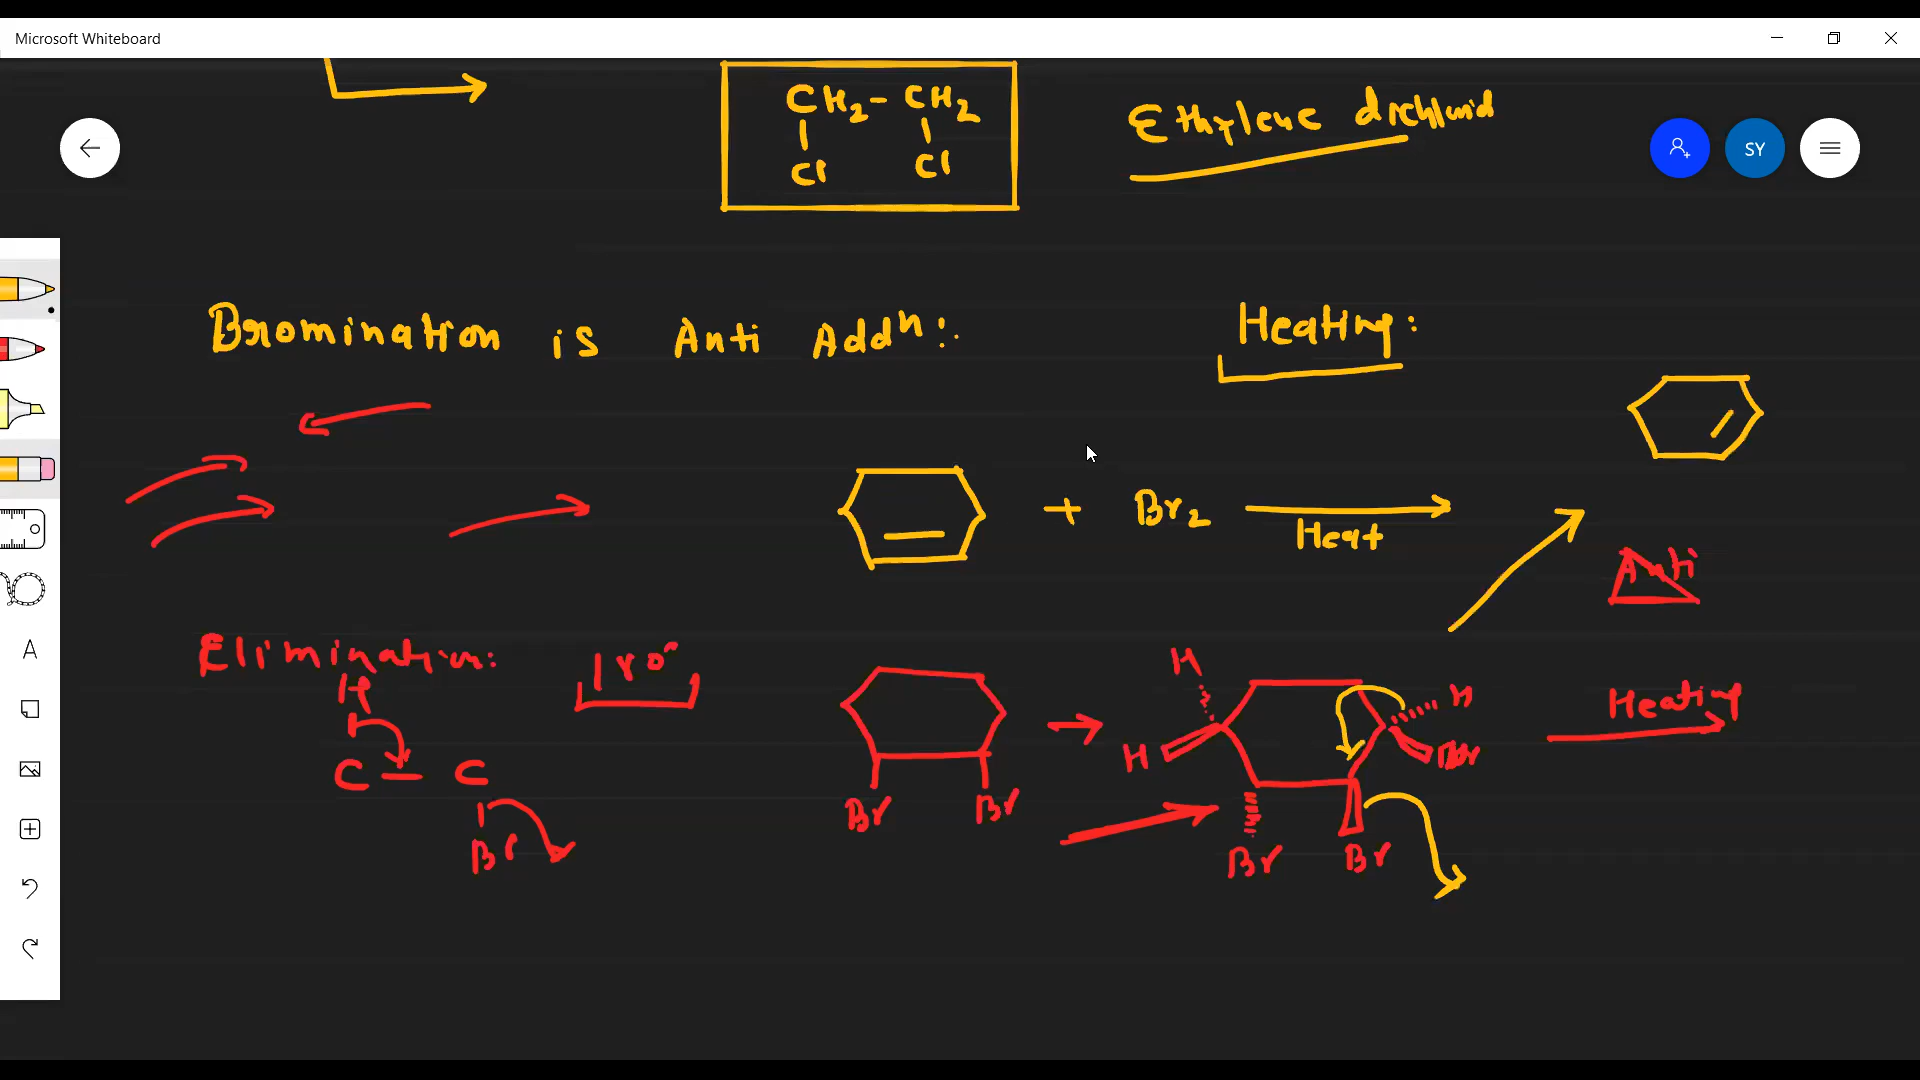 Microsoft Whiteboard
CH2 - CH2
Cl Cl
Ethylene
SY
Bromination is Anti Addn :-
Heating :
+ Br2
Heat
Anti
Elimination:
180°
H
C - C
Br
Br Br
H
H
H
Br
Br Br
Heating
A